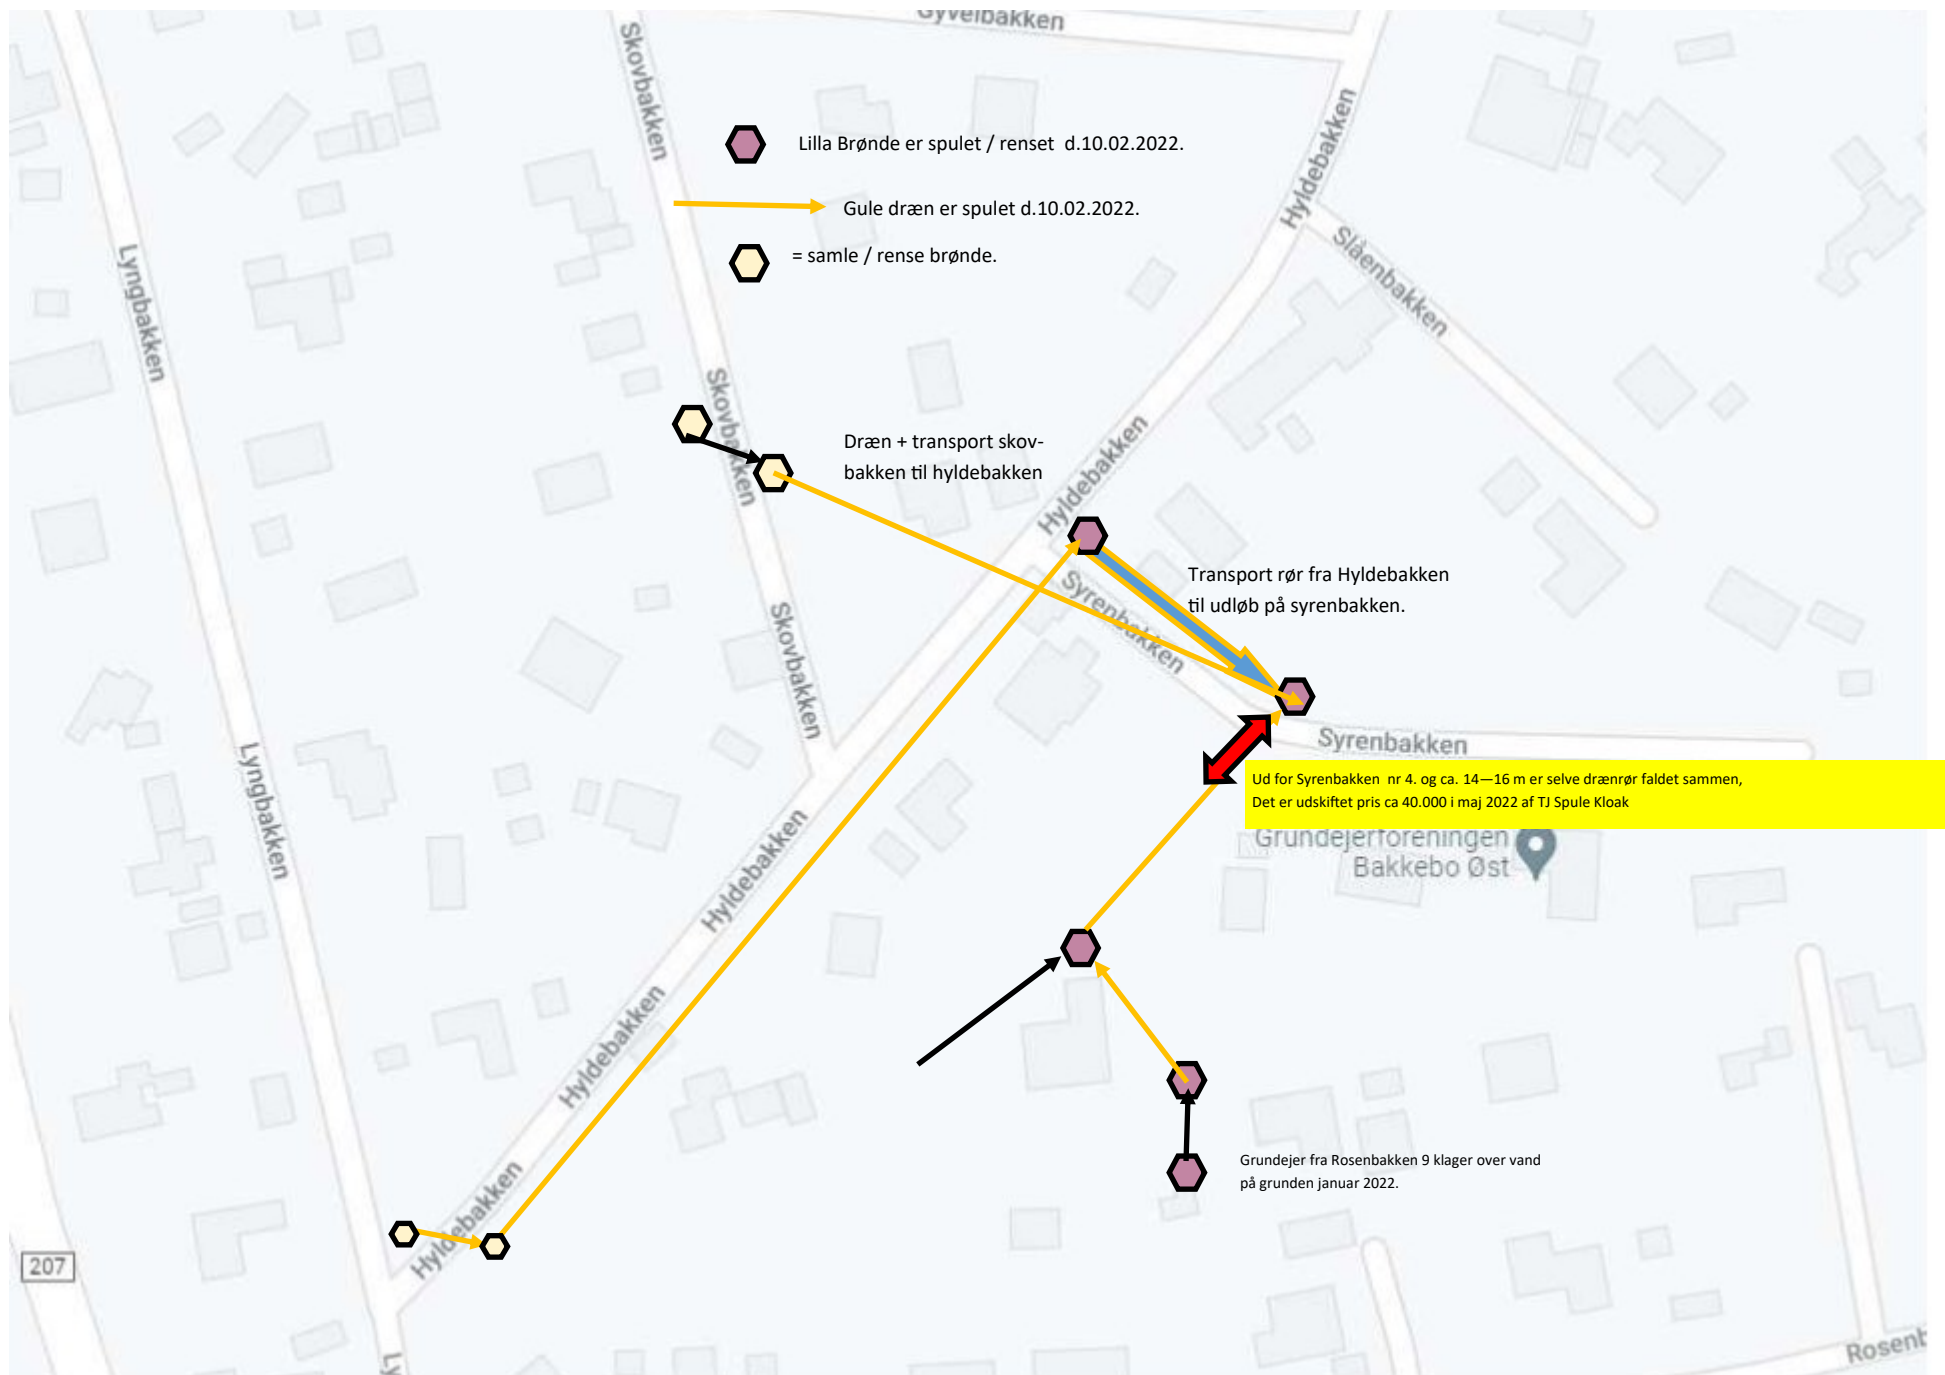 Gyvelbakken
Skovbakken
Hyldebakken
Lilla Brønde er spulet / renset  d.10.02.2022.
Gule dræn er spulet d.10.02.2022.
= samle / rense brønde.
Slåenbakken
Lyngbakken
Skovbakken
Dræn + transport skov-
bakken til hyldebakken
Hyldebakken
Syrenbakken
Transport rør fra Hyldebakken
til udløb på syrenbakken.
Skovbakken
Syrenbakken
Lyngbakken
Ud for Syrenbakken  nr 4. og ca. 14—16 m er selve drænrør faldet sammen,
Det er udskiftet pris ca 40.000 i maj 2022 af TJ Spule Kloak
Grundejerforeningen
Bakkebo Øst
Hyldebakken
Hyldebakken
Grundejer fra Rosenbakken 9 klager over vand
på grunden januar 2022.
Hyldebakken
207
Rosenb
Ly